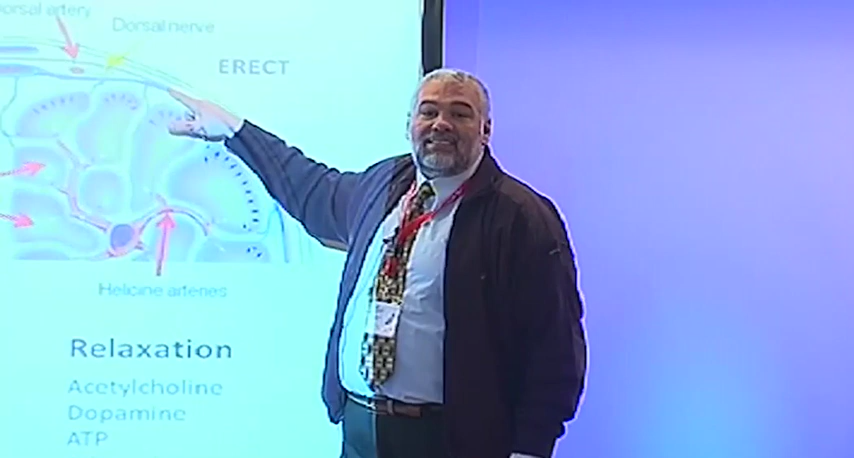 orsal artery
Dorsal nerve
ERECT
Helicine arteries
Relaxation
Acetylcholine
Dopamine
ATP